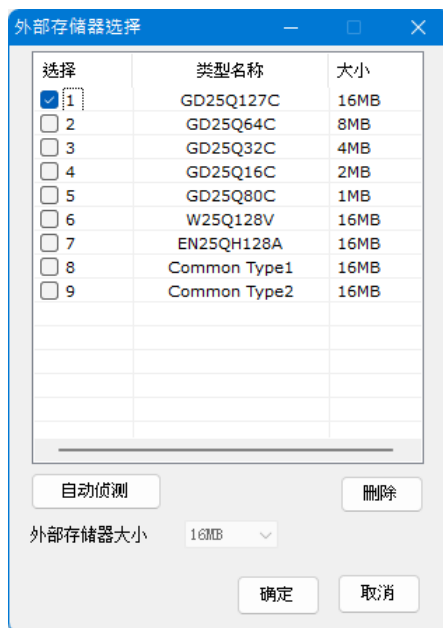 外部存储器选择
选择 类型名称 大小
1 GD25Q127C 16MB
2 GD25Q64C 8MB
3 GD25Q32C 4MB
4 GD25Q16C 2MB
5 GD25Q80C 1MB
6 W25Q128V 16MB
7 EN25QH128A 16MB
8 Common Type1 16MB
9 Common Type2 16MB
自动侦测 删除
外部存储器大小 16MB
确定 取消